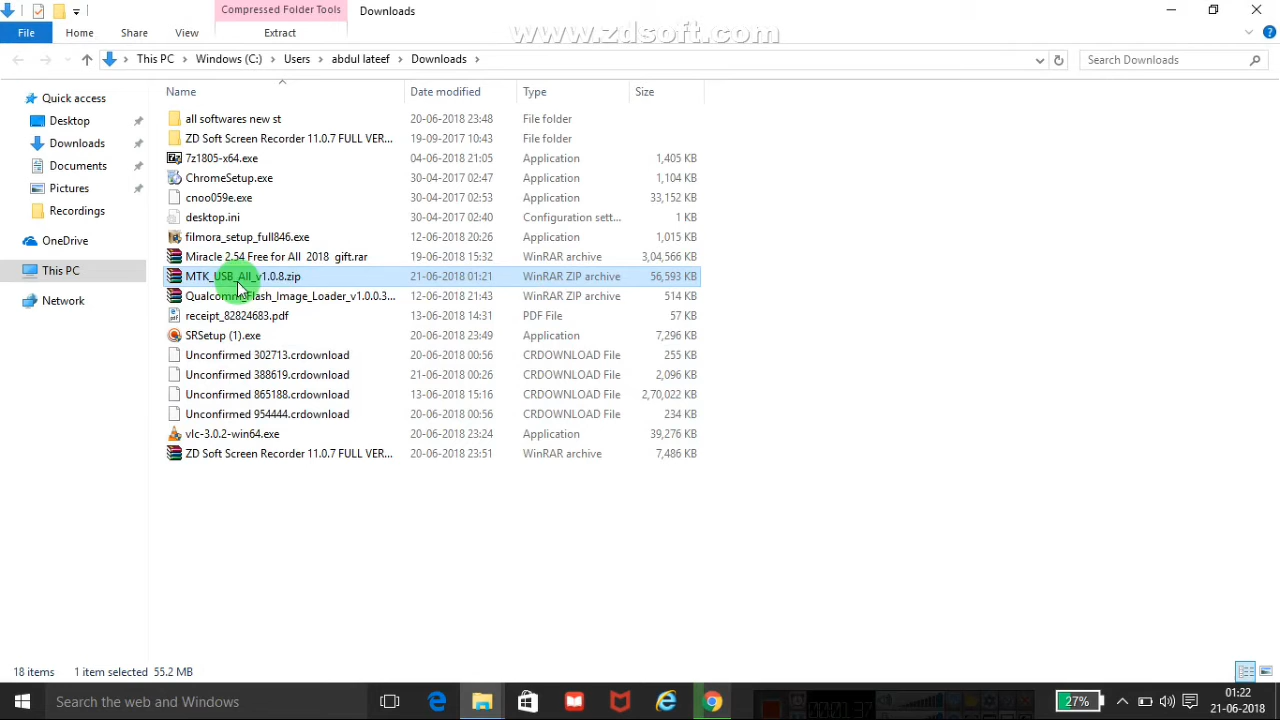 Compressed Folder Tools
Downloads
File
Home
Share
View
Extract
www.zdsoft.com
This PC
Windows (C:)
Users
abdul lateef
Downloads
Search Downloads
Quick access
Desktop
Downloads
Documents
Pictures
Recordings
OneDrive
This PC
Network
Name Date modified Type Size
all softwares new st 20-06-2018 23:48 File folder
ZD Soft Screen Recorder 11.0.7 FULL VER... 19-09-2017 10:43 File folder
7z1805-x64.exe 04-06-2018 21:05 Application 1,405 KB
ChromeSetup.exe 30-04-2017 02:47 Application 1,104 KB
cnoo059e.exe 30-04-2017 02:53 Application 33,152 KB
desktop.ini 30-04-2017 02:40 Configuration sett... 1 KB
filmora_setup_full846.exe 12-06-2018 20:26 Application 1,015 KB
Miracle 2.54 Free for All 2018 gift.rar 19-06-2018 15:32 WinRAR archive 3,04,566 KB
MTK_USB_All_v1.0.8.zip 21-06-2018 01:21 WinRAR ZIP archive 56,593 KB
Qualcomm_Flash_Image_Loader_v1.0.0.3... 12-06-2018 21:43 WinRAR ZIP archive 514 KB
receipt_82824683.pdf 13-06-2018 14:31 PDF File 57 KB
SRSetup (1).exe 20-06-2018 23:49 Application 7,296 KB
Unconfirmed 302713.crdownload 20-06-2018 00:56 CRDOWNLOAD File 255 KB
Unconfirmed 388619.crdownload 21-06-2018 00:26 CRDOWNLOAD File 2,096 KB
Unconfirmed 865188.crdownload 13-06-2018 15:16 CRDOWNLOAD File 2,70,022 KB
Unconfirmed 954444.crdownload 20-06-2018 00:56 CRDOWNLOAD File 234 KB
vlc-3.0.2-win64.exe 20-06-2018 23:24 Application 39,276 KB
ZD Soft Screen Recorder 11.0.7 FULL VER... 20-06-2018 23:51 WinRAR archive 7,486 KB
18 items 1 item selected 55.2 MB
Search the web and Windows
27%
01:22
21-06-2018